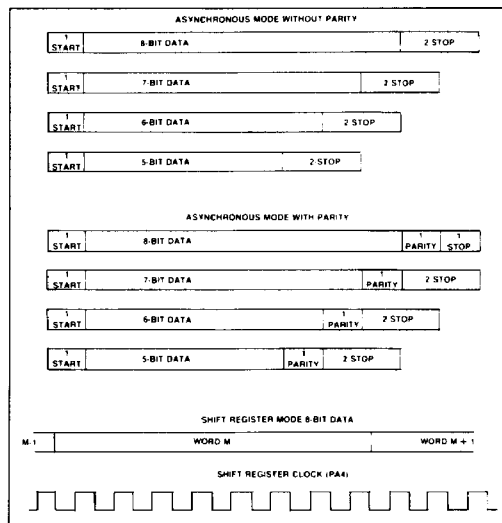 ASYNCHRONOUS MODE WITHOUT PARITY
1 START 8-BIT DATA 2 STOP
1 START 7-BIT DATA 2 STOP
1 START 6-BIT DATA 2 STOP
1 START 5-BIT DATA 2 STOP
ASYNCHRONOUS MODE WITH PARITY
1 START 8-BIT DATA 1 PARITY 1 STOP
1 START 7-BIT DATA 1 PARITY 2 STOP
1 START 6-BIT DATA 1 PARITY 2 STOP
1 START 5-BIT DATA 1 PARITY 2 STOP
SHIFT REGISTER MODE 8-BIT DATA
M-1 WORD M WORD M + 1
SHIFT REGISTER CLOCK (PA4)